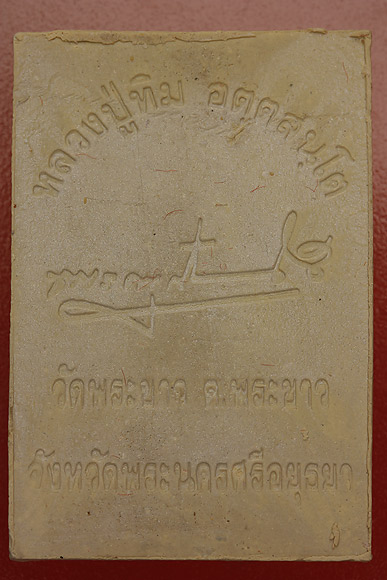 หลวงปู่ทิม อตฺตสนฺโต
วัดพระขาว ต.พระขาว
จังหวัดพระนครศรีอยุธยา